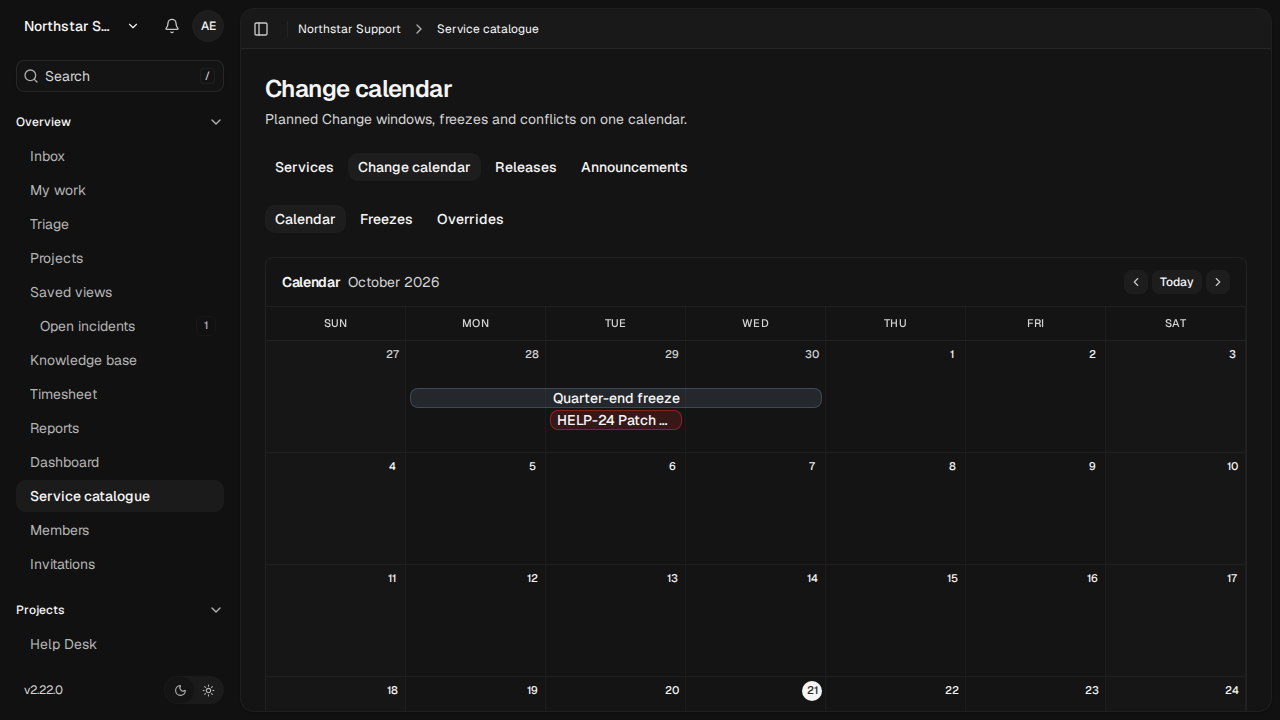 Northstar S...
AE
Northstar Support
Service catalogue
Search
/
Overview
Inbox
My work
Triage
Projects
Saved views
Open incidents
1
Knowledge base
Timesheet
Reports
Dashboard
Service catalogue
Members
Invitations
Projects
Help Desk
v2.22.0
Change calendar
Planned Change windows, freezes and conflicts on one calendar.
Services
Change calendar
Releases
Announcements
Calendar
Freezes
Overrides
Calendar October 2026
Today
SUN MON TUE WED THU FRI SAT
27 28 29 30 1 2 3
Quarter-end freeze
HELP-24 Patch ...
4 5 6 7 8 9 10
11 12 13 14 15 16 17
18 19 20 21 22 23 24